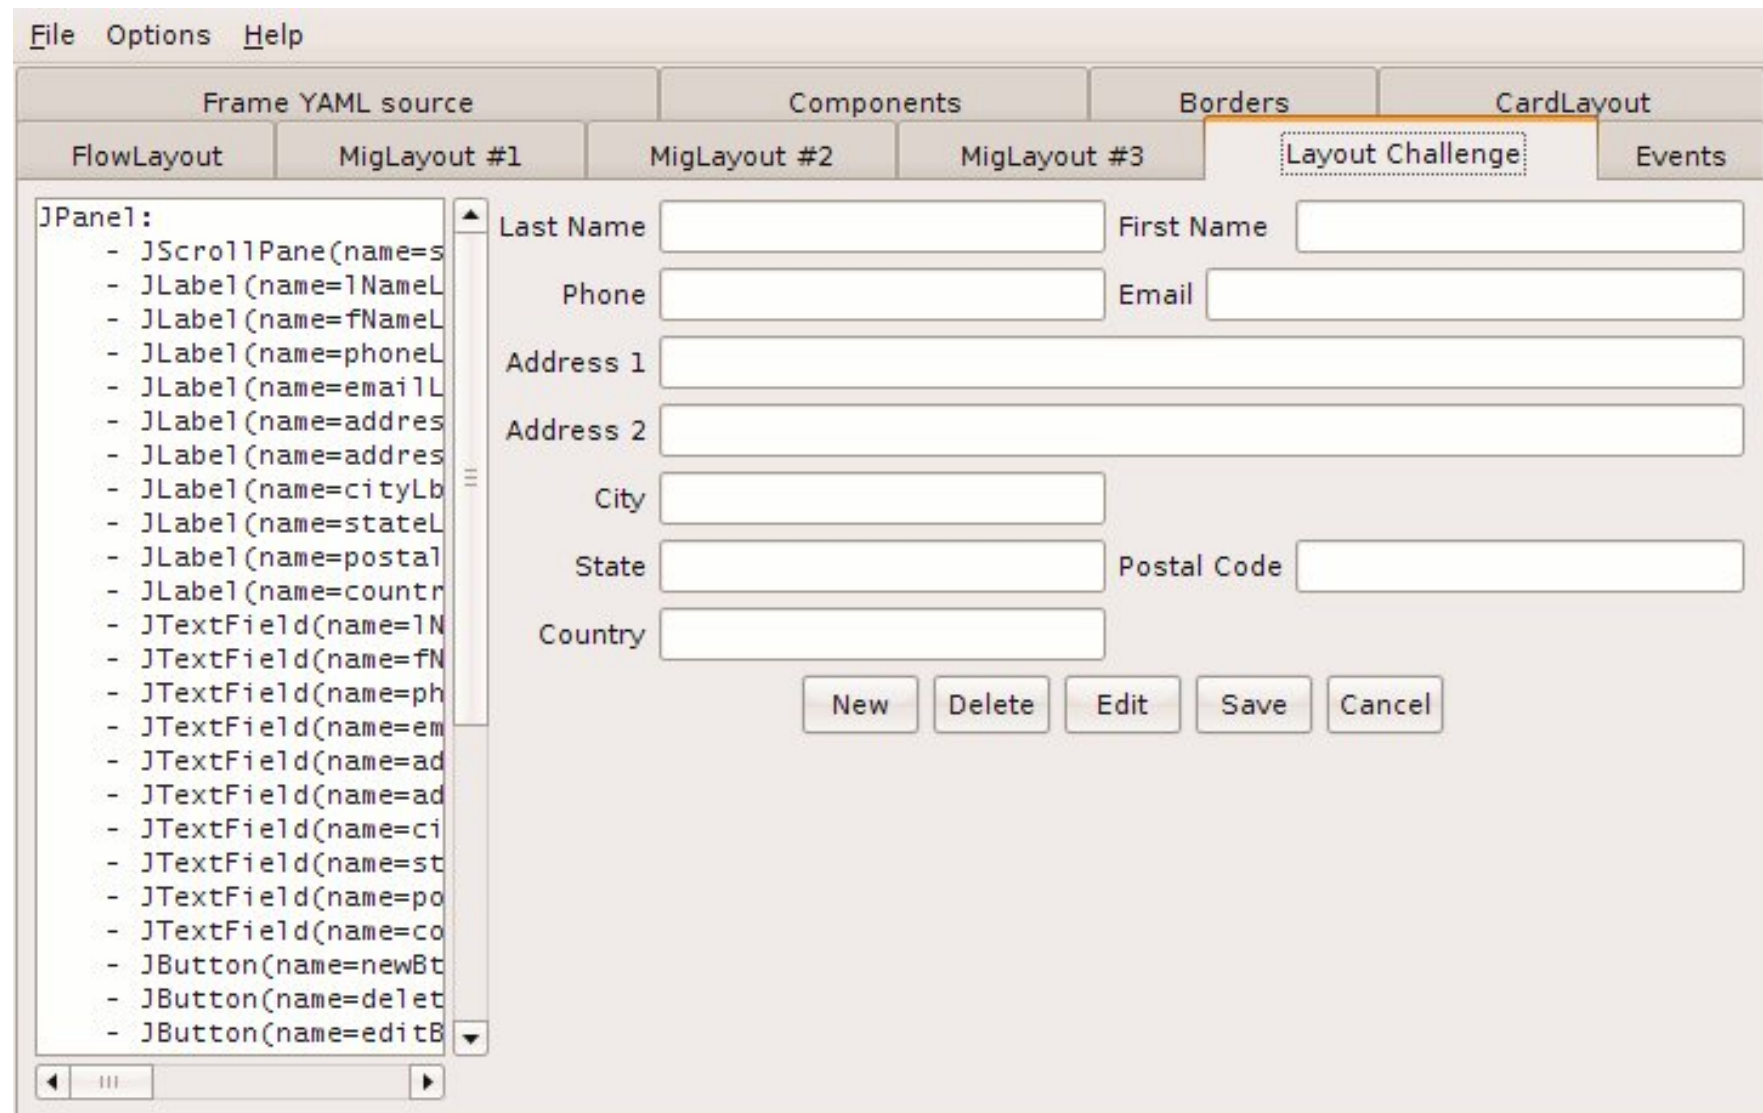 File Options Help
Frame YAML source Components Borders CardLayout
FlowLayout MigLayout #1 MigLayout #2 MigLayout #3 Layout Challenge Events
JPanel:
- JScrollPane(name=s
- JLabel(name=lNameL
- JLabel(name=fNameL
- JLabel(name=phoneL
- JLabel(name=emailL
- JLabel(name=addres
- JLabel(name=addres
- JLabel(name=cityLb
- JLabel(name=stateL
- JLabel(name=postal
- JLabel(name=countr
- JTextField(name=lN
- JTextField(name=fN
- JTextField(name=ph
- JTextField(name=em
- JTextField(name=ad
- JTextField(name=ad
- JTextField(name=ci
- JTextField(name=st
- JTextField(name=po
- JTextField(name=co
- JButton(name=newBt
- JButton(name=delet
- JButton(name=editB
Last Name First Name
Phone Email
Address 1
Address 2
City
State Postal Code
Country
New Delete Edit Save Cancel